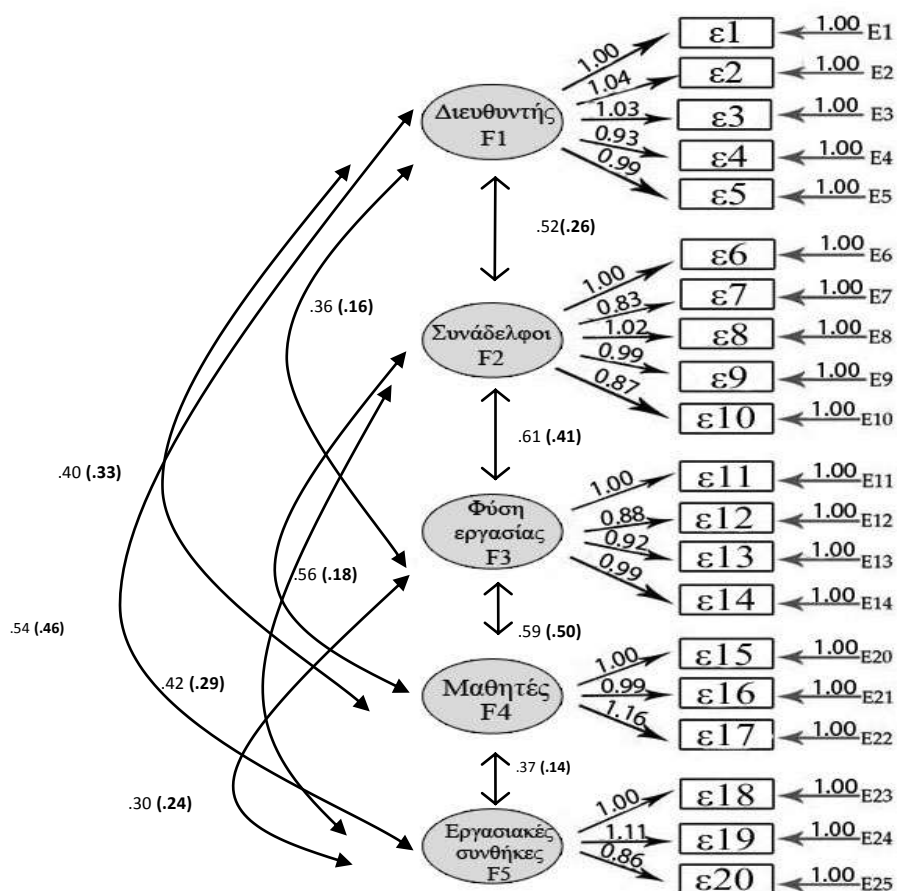 1.00
ε1
1.00 E1
1.04
ε2
1.00 E2
Διευθυντής
F1
1.03
ε3
1.00 E3
0.93
ε4
1.00 E4
0.99
ε5
1.00 E5
.52(.26)
1.00
ε6
1.00 E6
0.83
ε7
1.00 E7
.36 (.16)
Συνάδελφοι
F2
1.02
ε8
1.00 E8
0.99
ε9
1.00 E9
0.87
ε10
1.00 E10
.61 (.41)
.40 (.33)
1.00
ε11
1.00 E11
Φύση
εργασίας
F3
0.88
ε12
1.00 E12
0.92
ε13
1.00 E13
0.99
ε14
1.00 E14
.56 (.18)
.54 (.46)
.59 (.50)
1.00
ε15
1.00 E20
.42 (.29)
Μαθητές
F4
0.99
ε16
1.00 E21
1.16
ε17
1.00 E22
.37 (.14)
.30 (.24)
1.00
ε18
1.00 E23
Εργασιακές
συνθήκες
F5
1.11
ε19
1.00 E24
0.86
ε20
1.00 E25